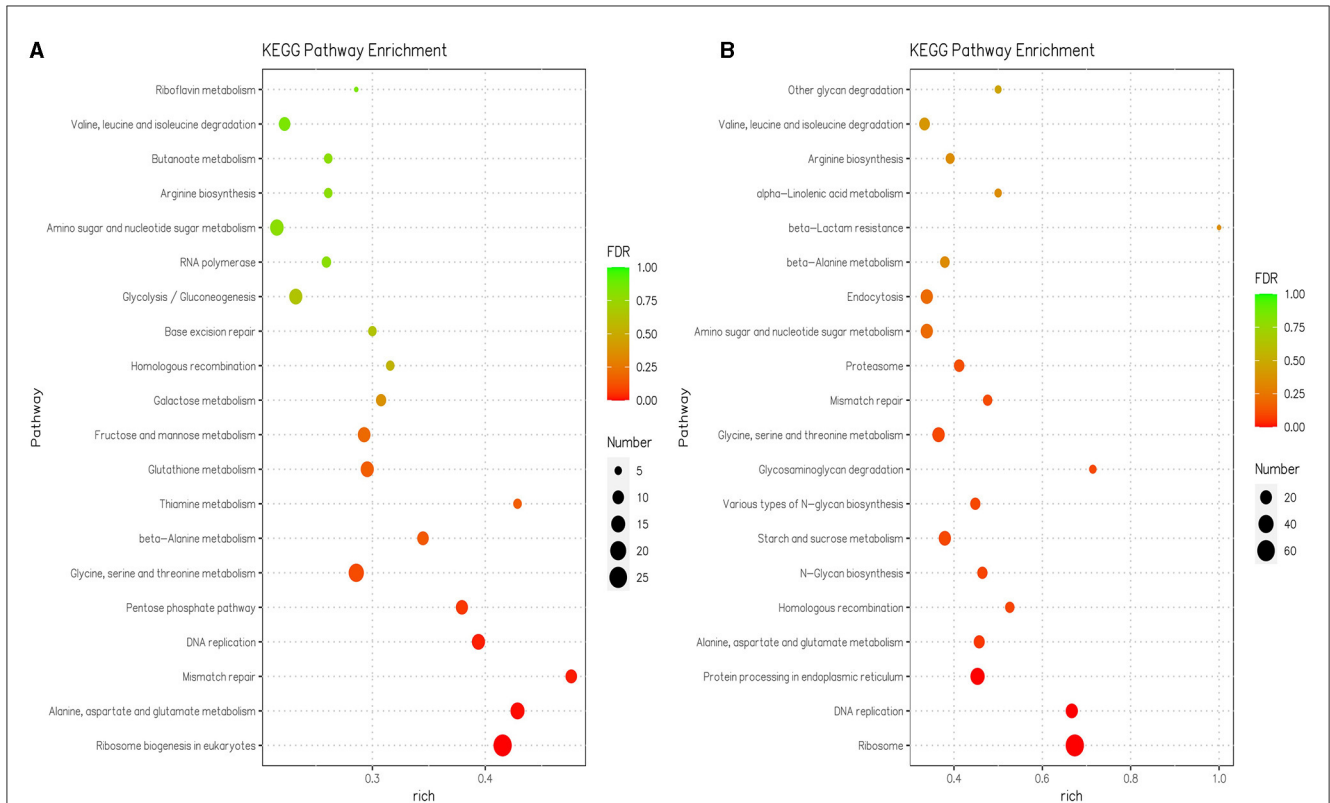 A
KEGG Pathway Enrichment
Pathway
Riboflavin metabolism
Valine, leucine and isoleucine degradation
Butanoate metabolism
Arginine biosynthesis
Amino sugar and nucleotide sugar metabolism
RNA polymerase
Glycolysis / Gluconeogenesis
Base excision repair
Homologous recombination
Galactose metabolism
Fructose and mannose metabolism
Glutathione metabolism
Thiamine metabolism
beta−Alanine metabolism
Glycine, serine and threonine metabolism
Pentose phosphate pathway
DNA replication
Mismatch repair
Alanine, aspartate and glutamate metabolism
Ribosome biogenesis in eukaryotes
0.3
0.4
rich
FDR
1.00
0.75
0.50
0.25
0.00
Number
5
10
15
20
25
B
KEGG Pathway Enrichment
Pathway
Other glycan degradation
Valine, leucine and isoleucine degradation
Arginine biosynthesis
alpha−Linolenic acid metabolism
beta−Lactam resistance
beta−Alanine metabolism
Endocytosis
Amino sugar and nucleotide sugar metabolism
Proteasome
Mismatch repair
Glycine, serine and threonine metabolism
Glycosaminoglycan degradation
Various types of N−glycan biosynthesis
Starch and sucrose metabolism
N−Glycan biosynthesis
Homologous recombination
Alanine, aspartate and glutamate metabolism
Protein processing in endoplasmic reticulum
DNA replication
Ribosome
0.4
0.6
0.8
1.0
rich
FDR
1.00
0.75
0.50
0.25
0.00
Number
20
40
60